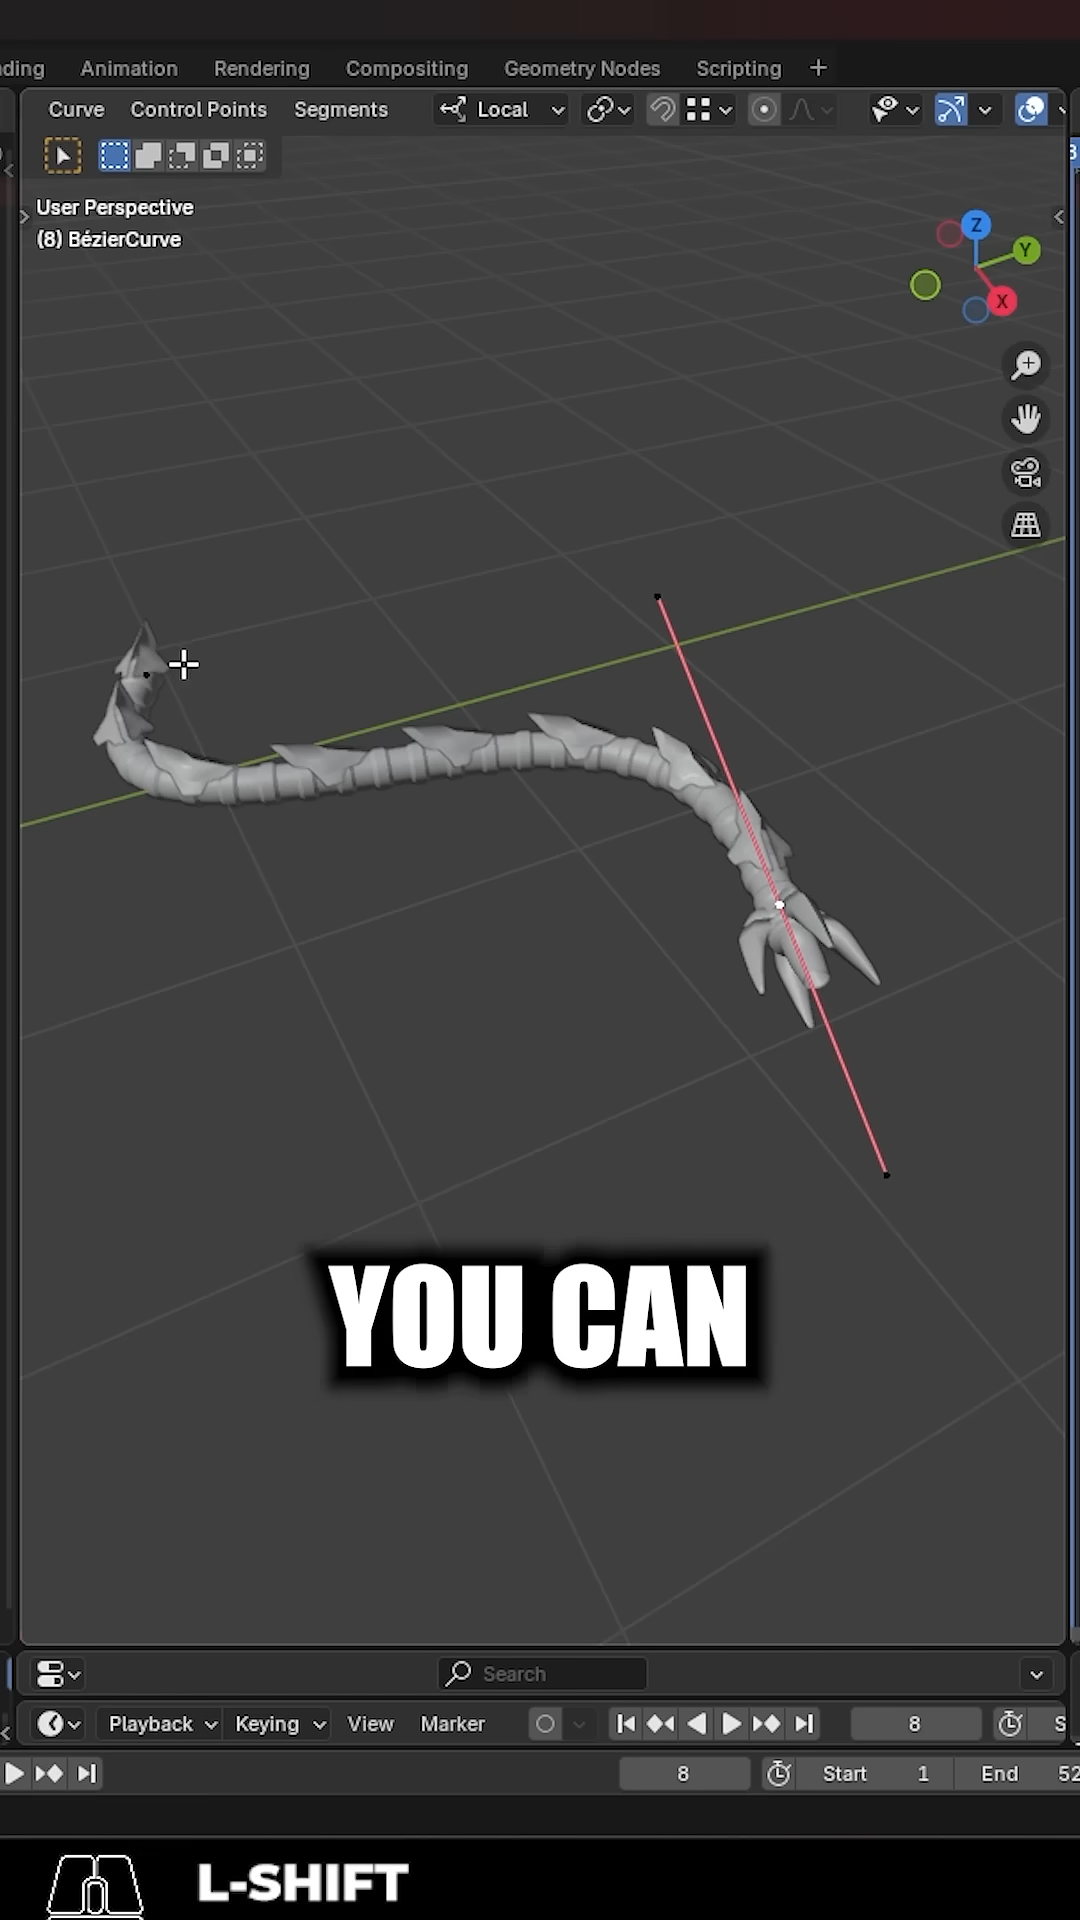 ding Animation Rendering Compositing Geometry Nodes Scripting +
Curve Control Points Segments Local
User Perspective
(8) BézierCurve
Z
Y
X
YOU CAN
Search
Playback Keying View Marker 8 S
8 Start 1 End 52
L-SHIFT